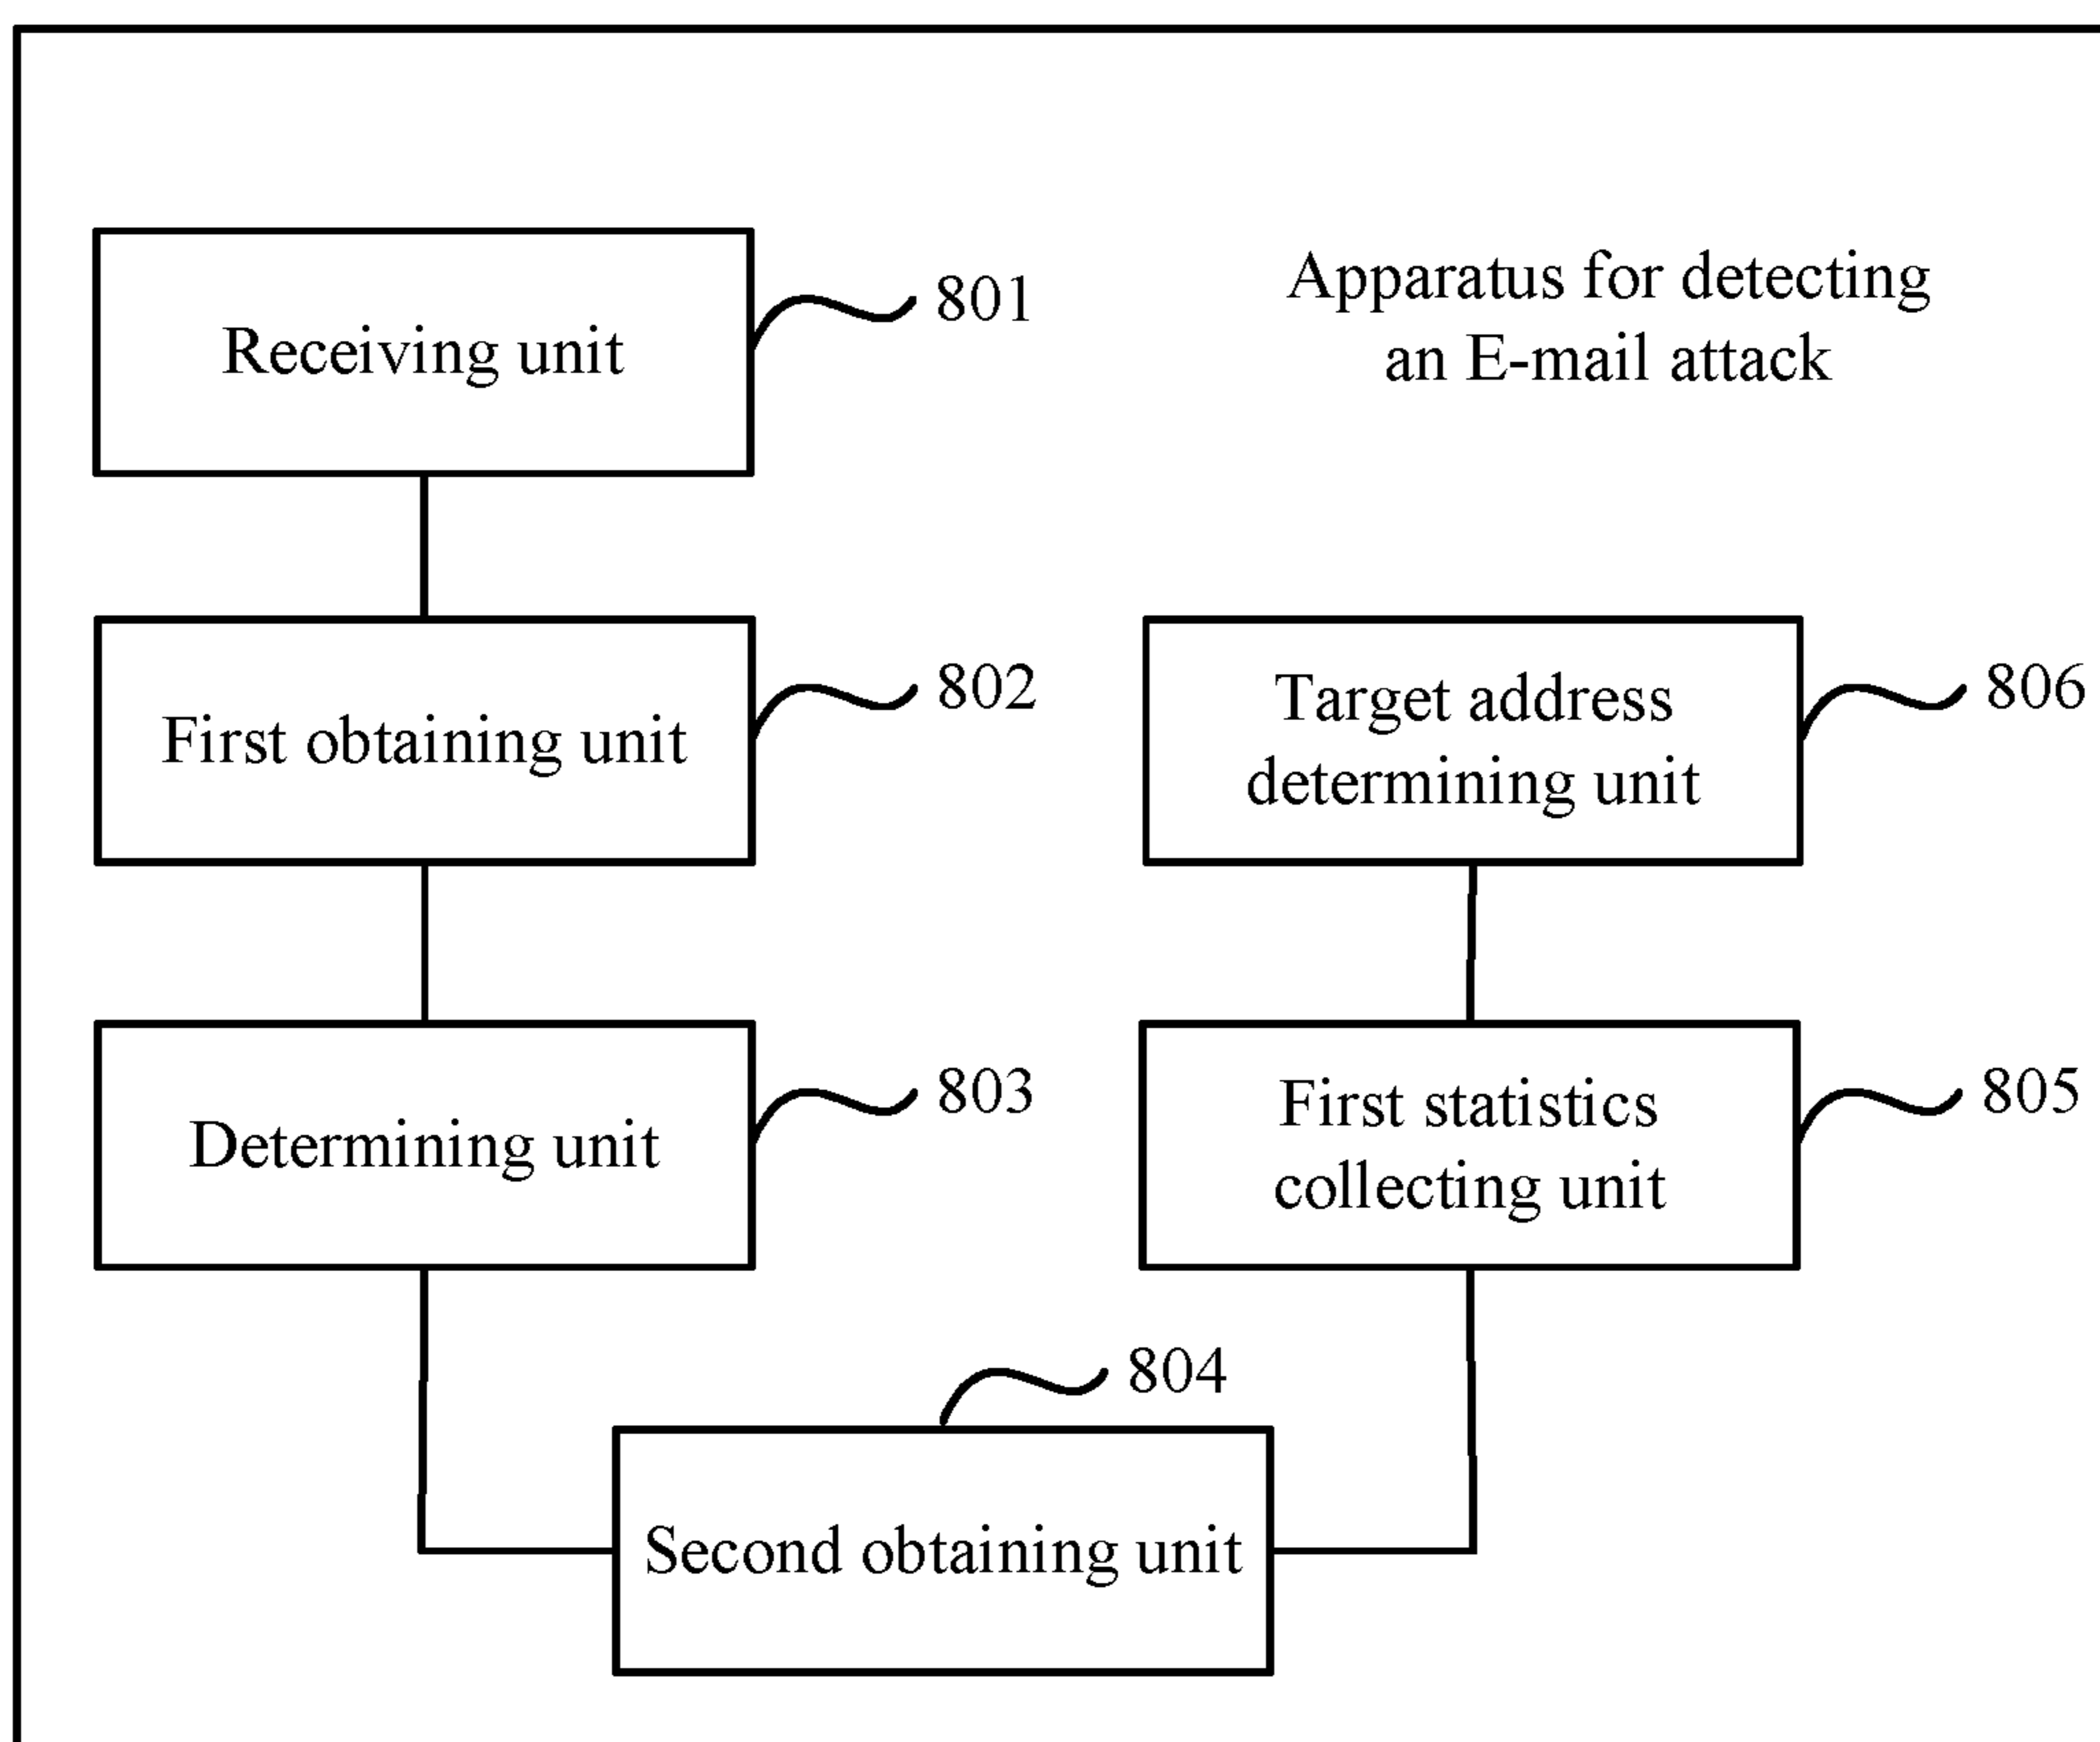 Apparatus for detecting
an E-mail attack
Receiving unit
801
First obtaining unit
802
Determining unit
803
Second obtaining unit
804
First statistics
collecting unit
805
Target address
determining unit
806